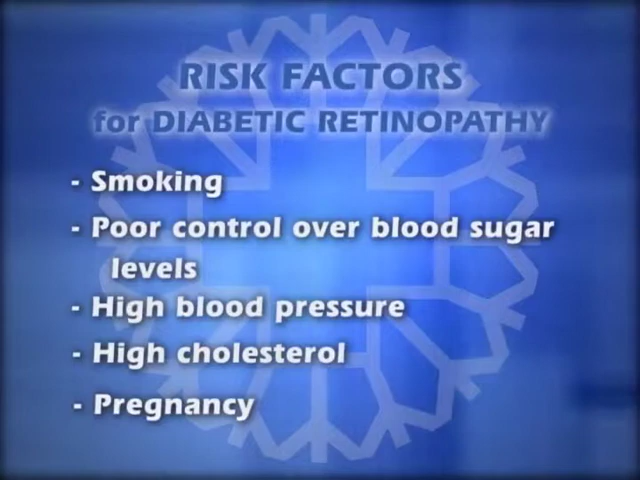 RISK FACTORS
for DIABETIC RETINOPATHY
- Smoking
- Poor control over blood sugar
levels
- High blood pressure
- High cholesterol
- Pregnancy